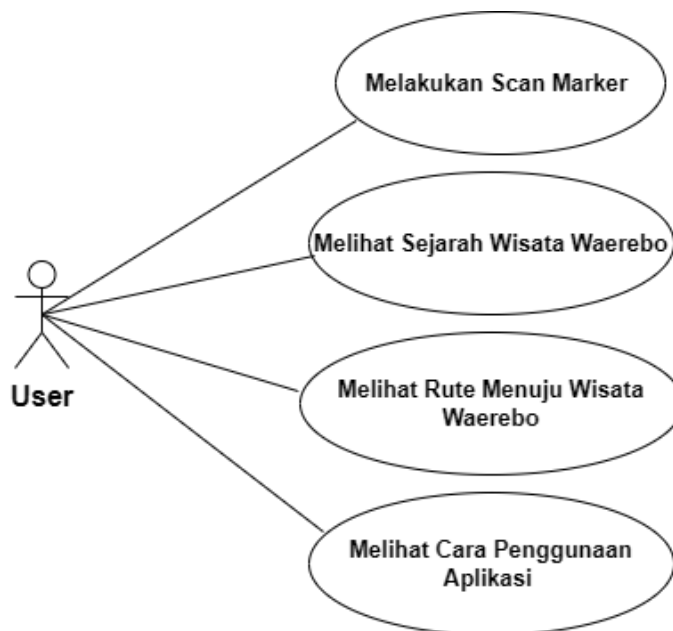 Melakukan Scan Marker
Melihat Sejarah Wisata Waerebo
User
Melihat Rute Menuju Wisata
Waerebo
Melihat Cara Penggunaan
Aplikasi